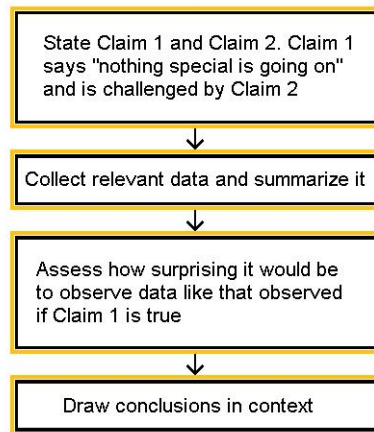 State Claim 1 and Claim 2. Claim 1
says "nothing special is going on"
and is challenged by Claim 2
Collect relevant data and summarize it
Assess how surprising it would be
to observe data like that observed
if Claim 1 is true
Draw conclusions in context